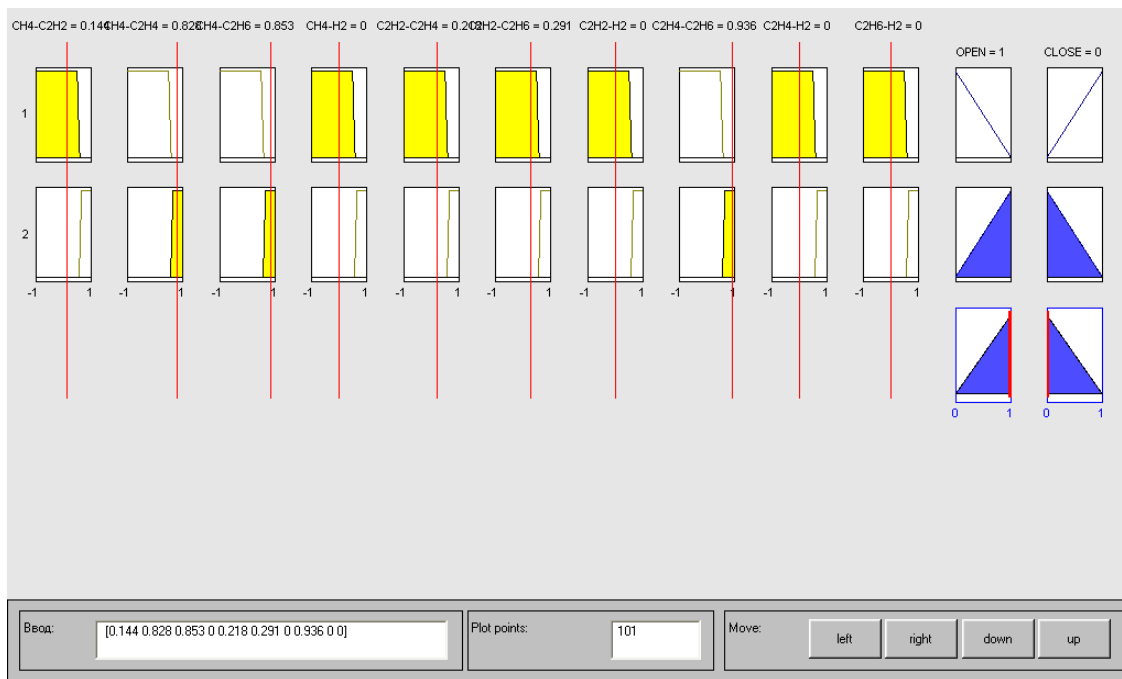 CH4-C2H2 = 0.144 CH4-C2H4 = 0.828 CH4-C2H6 = 0.853 CH4-H2 = 0 C2H2-C2H4 = 0.218 C2H2-C2H6 = 0.291 C2H2-H2 = 0 C2H4-C2H6 = 0.936 C2H4-H2 = 0 C2H6-H2 = 0
OPEN = 1 CLOSE = 0
1
2
-1 1 -1 1 -1 1 -1 1 -1 1 -1 1 -1 1 -1 1 -1 1 -1 1
0 1 0 1
Ввод: [0.144 0.828 0.853 0 0.218 0.291 0 0.936 0 0] Plot points: 101 Move: left right down up